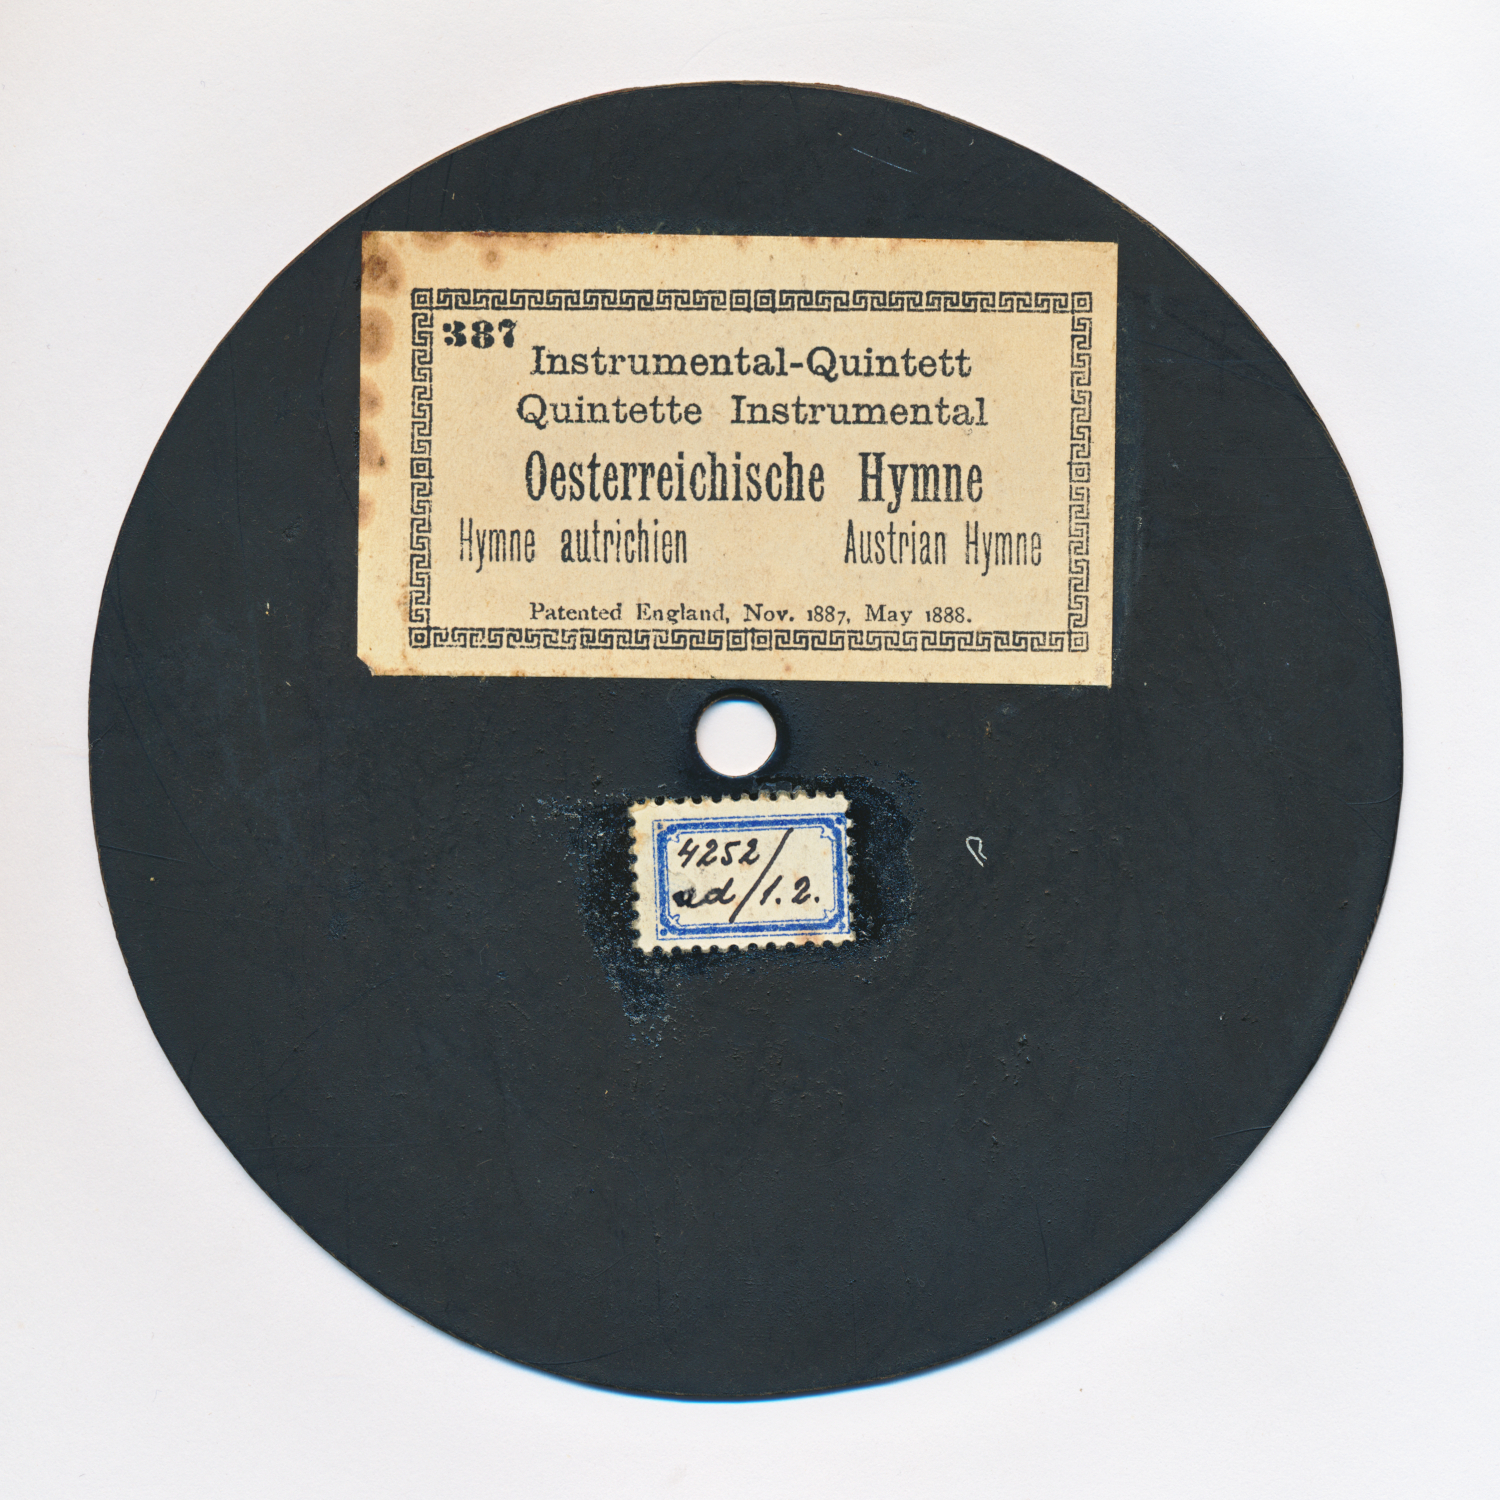 387
Instrumental-Quintett
Quintette Instrumental
Oesterreichische Hymne
Hymne autrichien Austrian Hymne
Patented England, Nov. 1887, May 1888.
4252/
ad/1.2.